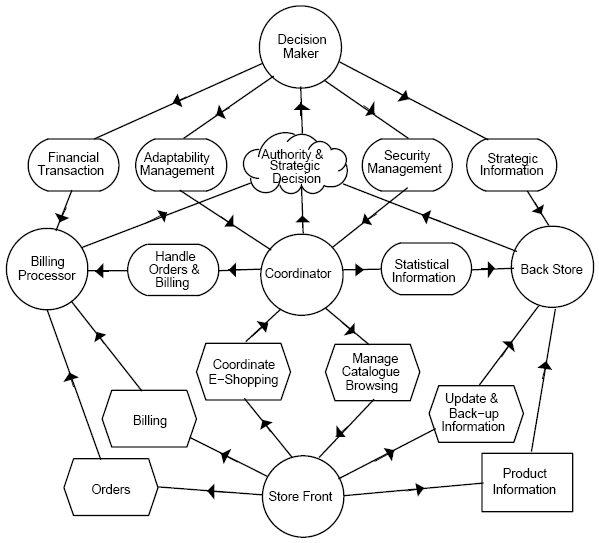 Decision
Maker
Financial
Transaction
Adaptability
Management
Authority &
Strategic
Decision
Security
Management
Strategic
Information
Billing
Processor
Handle
Orders &
Billing
Coordinator
Statistical
Information
Back Store
Coordinate
E-Shopping
Manage
Catalogue
Browsing
Billing
Update &
Back-up
Information
Orders
Store Front
Product
Information